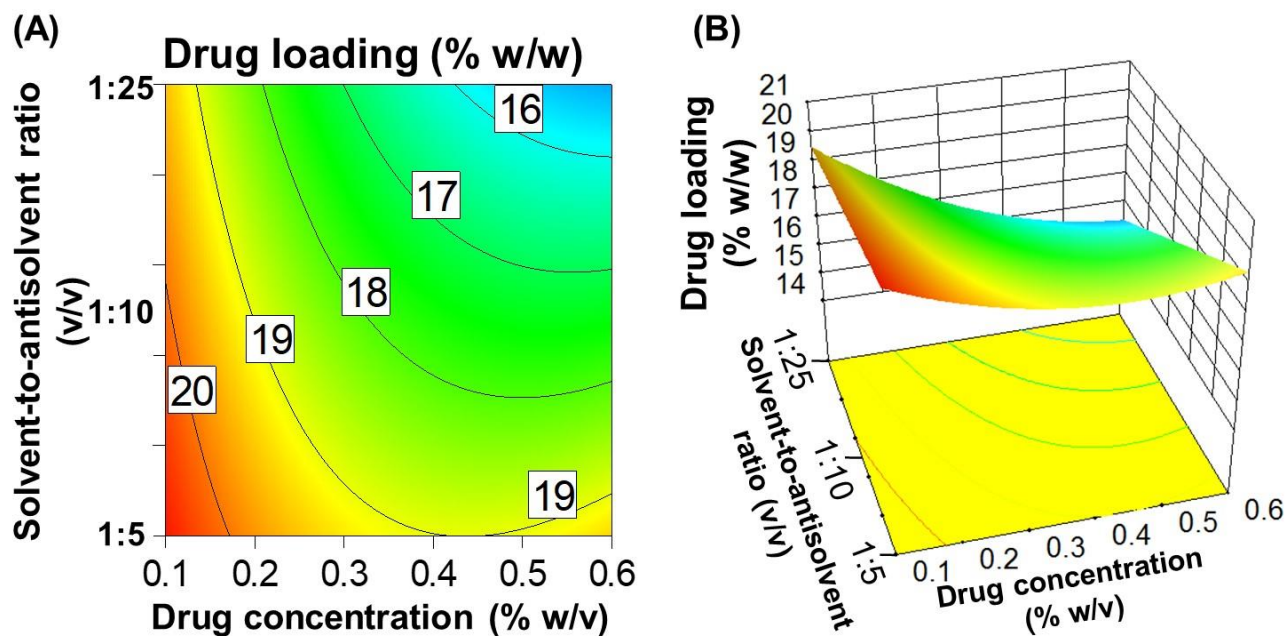 (A)
Drug loading (% w/w)
Solvent-to-antisolvent ratio
(v/v)
1:25
1:10
1:5
16
17
18
19
20
19
0.1 0.2 0.3 0.4 0.5 0.6
Drug concentration (% w/v)
(B)
Drug loading
(% w/w)
21
20
19
18
17
16
15
14
1:25
1:10
1:5
Solvent-to-antisolvent
ratio (v/v)
0.1 0.2 0.3 0.4 0.5 0.6
Drug concentration
(% w/v)